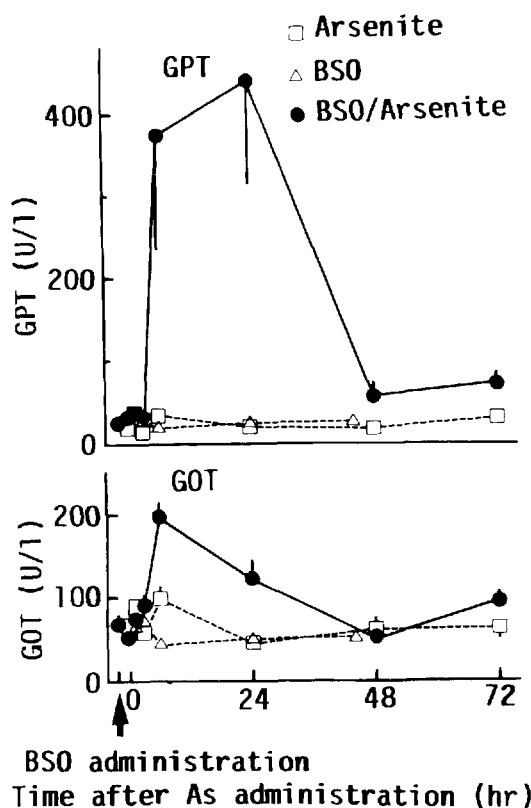 Arsenite
GPT
BSO
BSO/Arsenite
400
200
0
GPT (U/l)
GOT
200
100
0
GOT (U/l)
0 24 48 72
BSO administration
Time after As administration (hr)